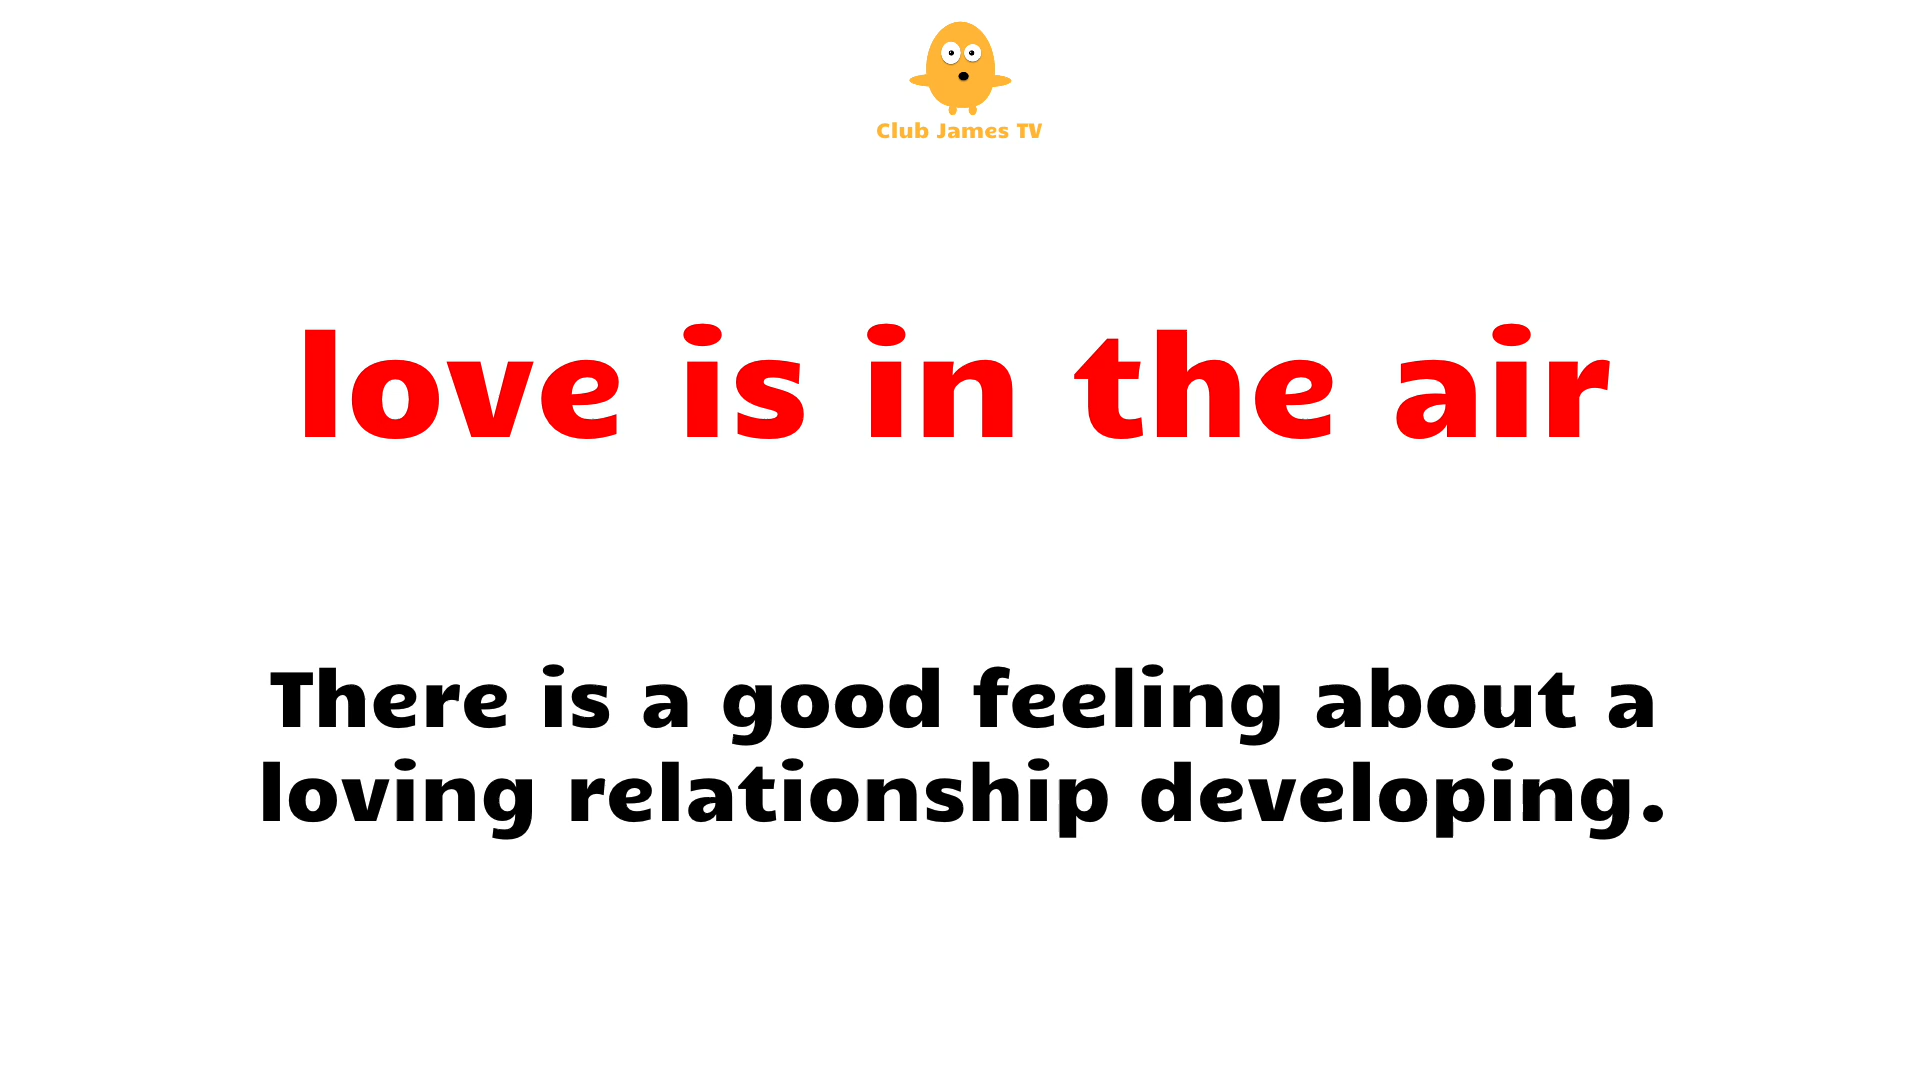 Club James TV
love is in the air
There is a good feeling about a
loving relationship developing.